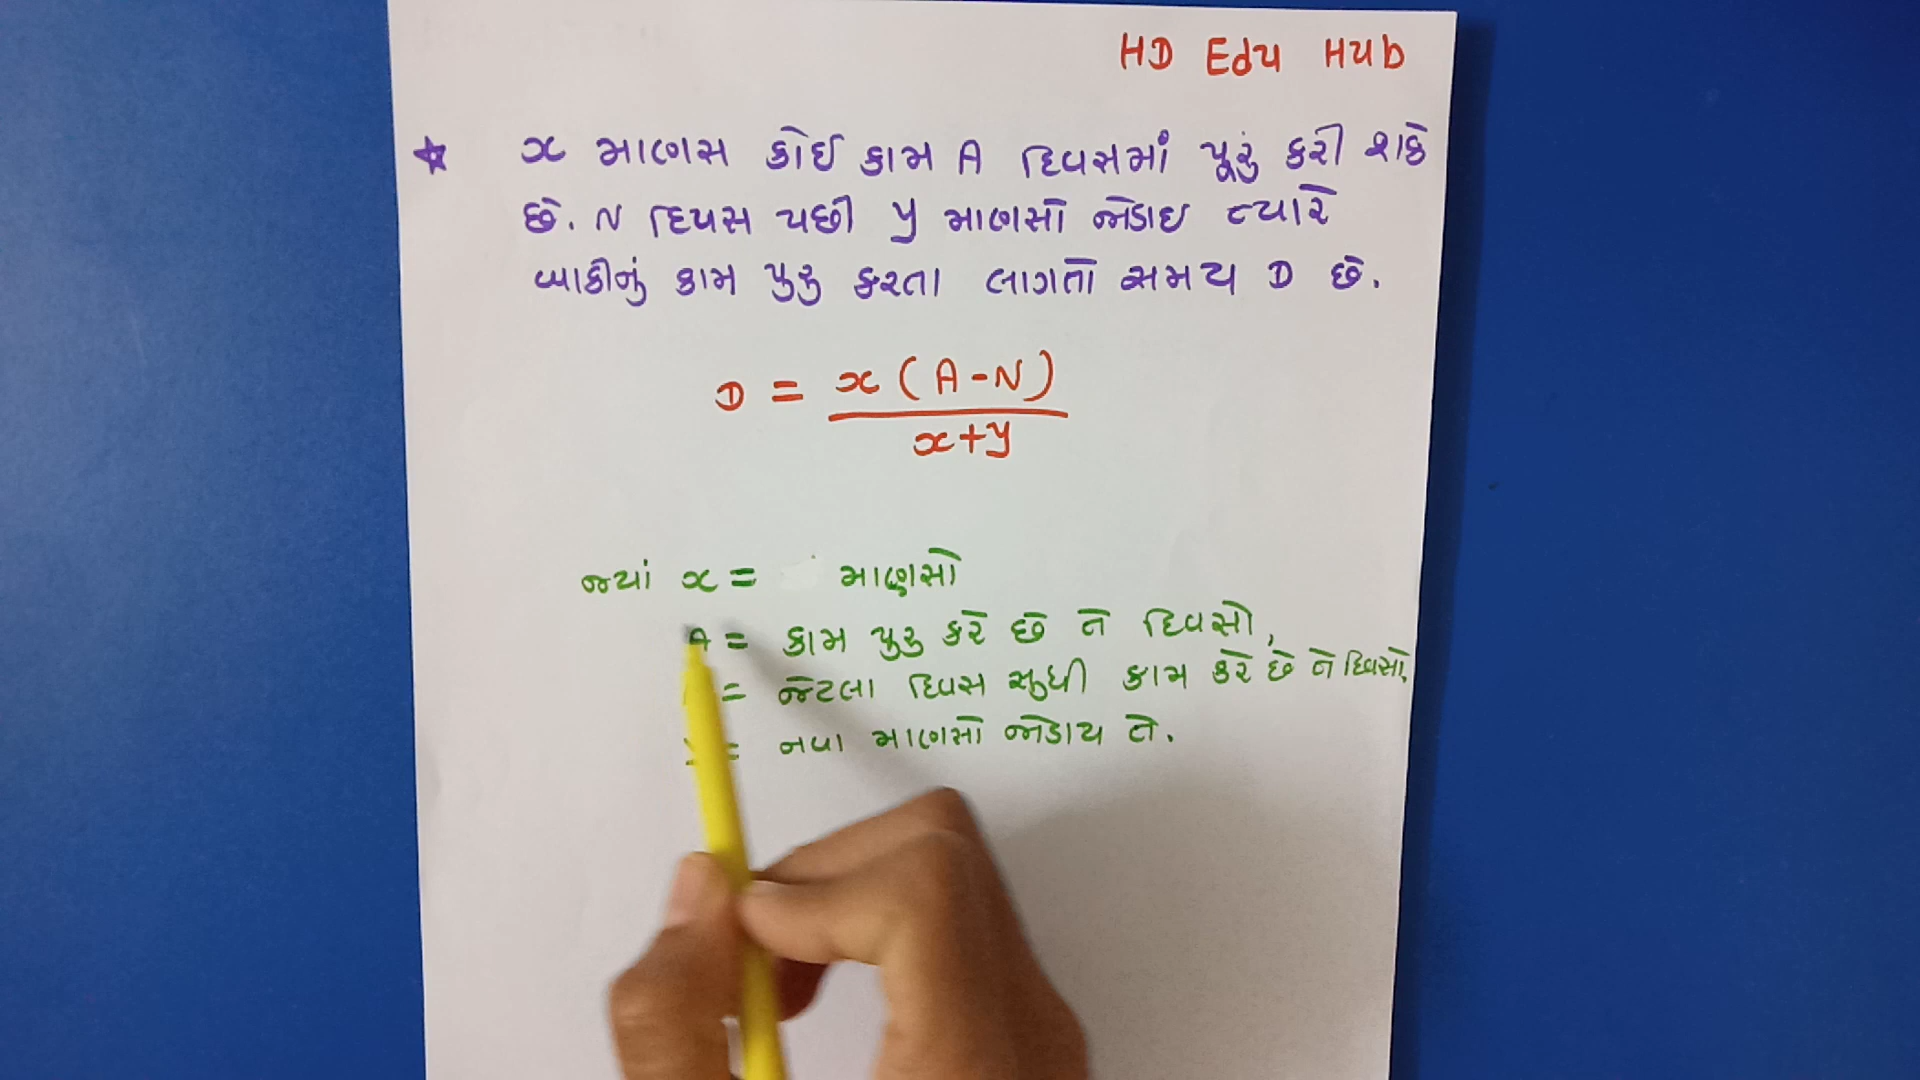 HD Edu Hub
☆ x માણસ કોઈ કામ A દિવસમાં પૂરું કરી શકે
છે. N દિવસ પછી y માણસો જોડાઇ ત્યારે
બાકીનું કામ પુરુ કરતા લાગતો સમય D છે.
D = x(A-N)
x+y
જ્યાં x = માણસો
A = કામ પુરુ કરે છે તે દિવસો,
= જેટલા દિવસ સુધી કામ કરે છે તે દિવસો,
= નવા માણસો જોડાય તે.